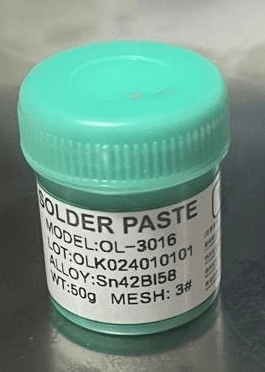 SOLDER PASTE
MODEL:OL-3016
LOT:OLK024010101
ALLOY:Sn42BI58
WT:50g MESH: 3#